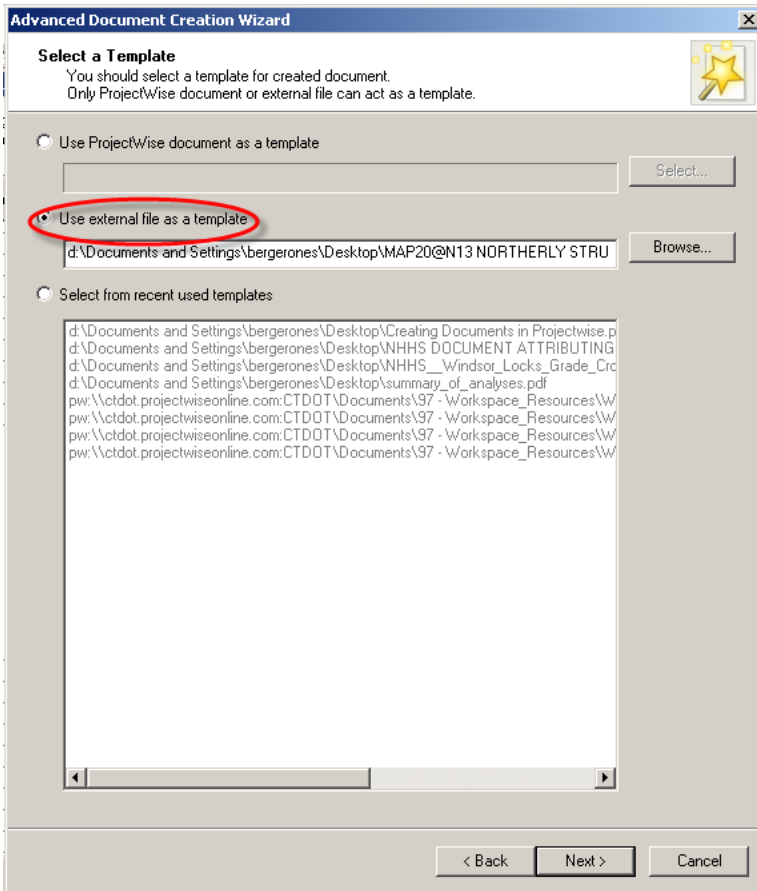 Advanced Document Creation Wizard
Select a Template
You should select a template for created document.
Only ProjectWise document or external file can act as a template.
Use ProjectWise document as a template
Select...
Use external file as a template
d:\Documents and Settings\bergerones\Desktop\MAP20@N13 NORTHERLY STRU
Browse...
Select from recent used templates
d:\Documents and Settings\bergerones\Desktop\Creating Documents in Projectwise.p
d:\Documents and Settings\bergerones\Desktop\NHHS DOCUMENT ATTRIBUTING
d:\Documents and Settings\bergerones\Desktop\NHHS__Windsor_Locks_Grade_Cro
d:\Documents and Settings\bergerones\Desktop\summary_of_analyses.pdf
pw:\\ctdot.projectwiseonline.com:CTDOT\Documents\97 - Workspace_Resources\W
pw:\\ctdot.projectwiseonline.com:CTDOT\Documents\97 - Workspace_Resources\W
pw:\\ctdot.projectwiseonline.com:CTDOT\Documents\97 - Workspace_Resources\W
pw:\\ctdot.projectwiseonline.com:CTDOT\Documents\97 - Workspace_Resources\W
< Back
Next >
Cancel